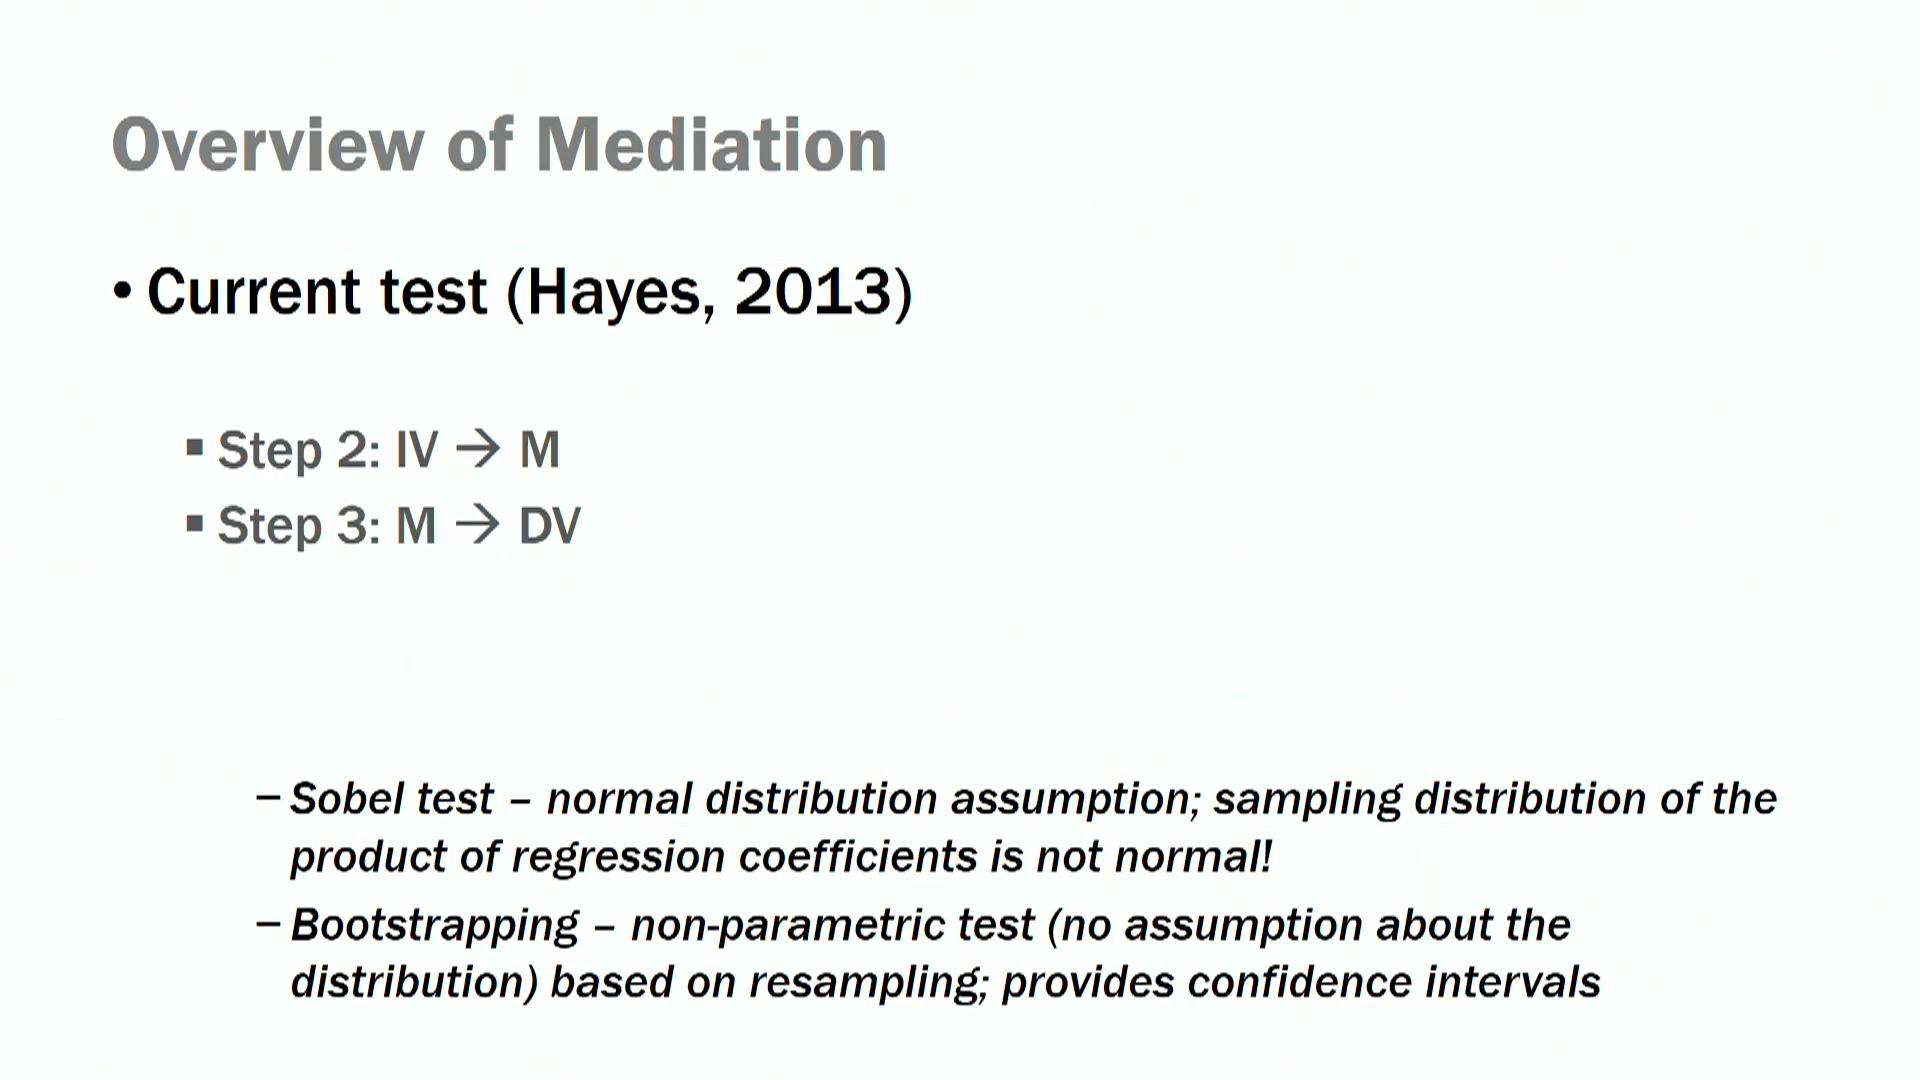 Overview of Mediation
• Current test (Hayes, 2013)
▪ Step 2: IV → M
▪ Step 3: M → DV
– Sobel test – normal distribution assumption; sampling distribution of the
product of regression coefficients is not normal!
– Bootstrapping – non-parametric test (no assumption about the
distribution) based on resampling; provides confidence intervals